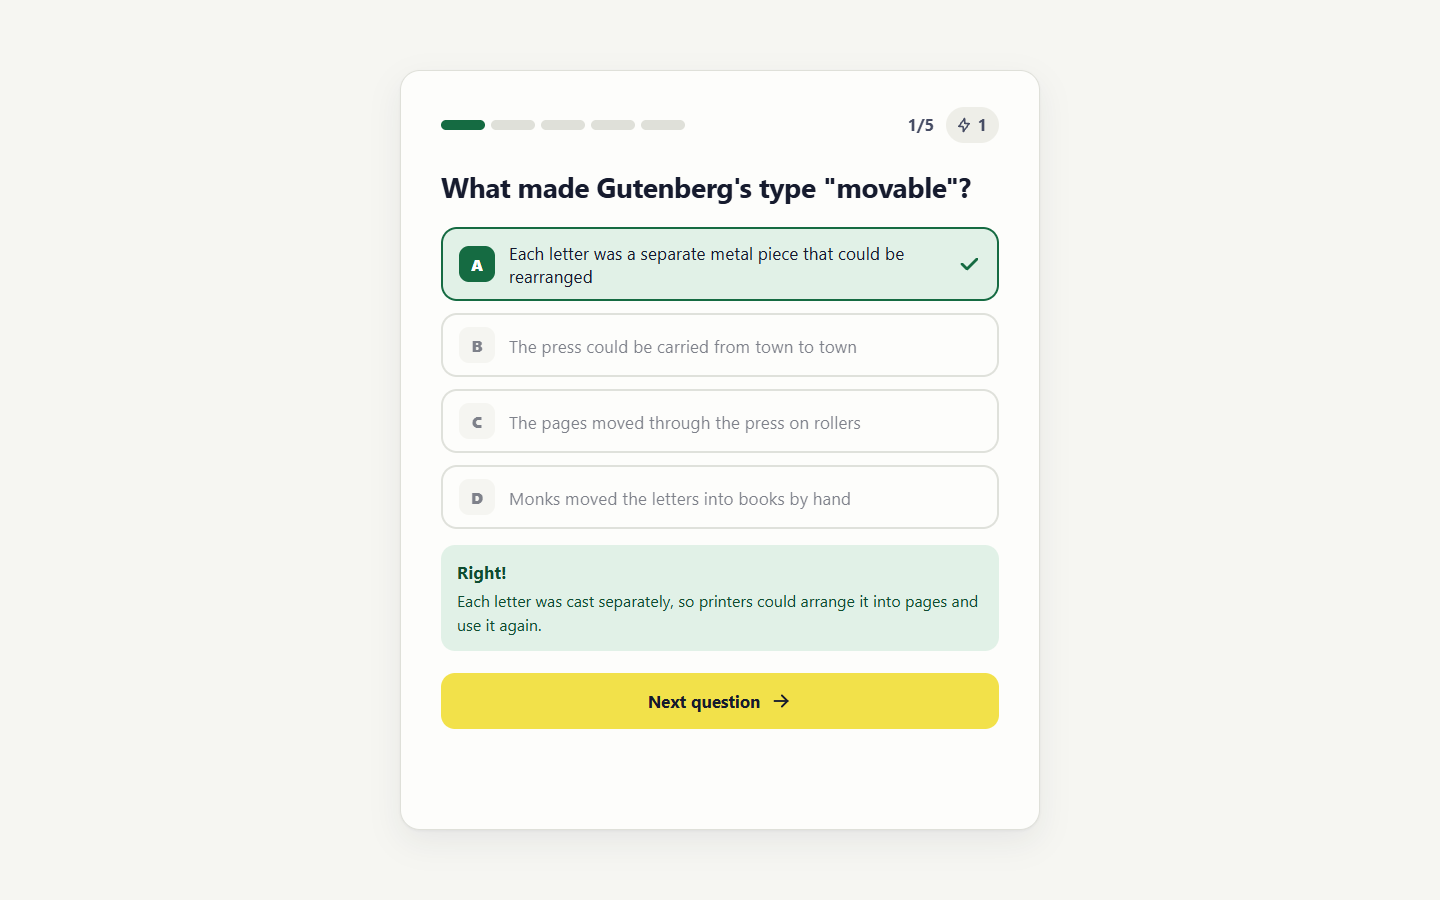 1/5
1
What made Gutenberg's type "movable"?
A
Each letter was a separate metal piece that could be
rearranged
B
The press could be carried from town to town
C
The pages moved through the press on rollers
D
Monks moved the letters into books by hand
Right!
Each letter was cast separately, so printers could arrange it into pages and
use it again.
Next question